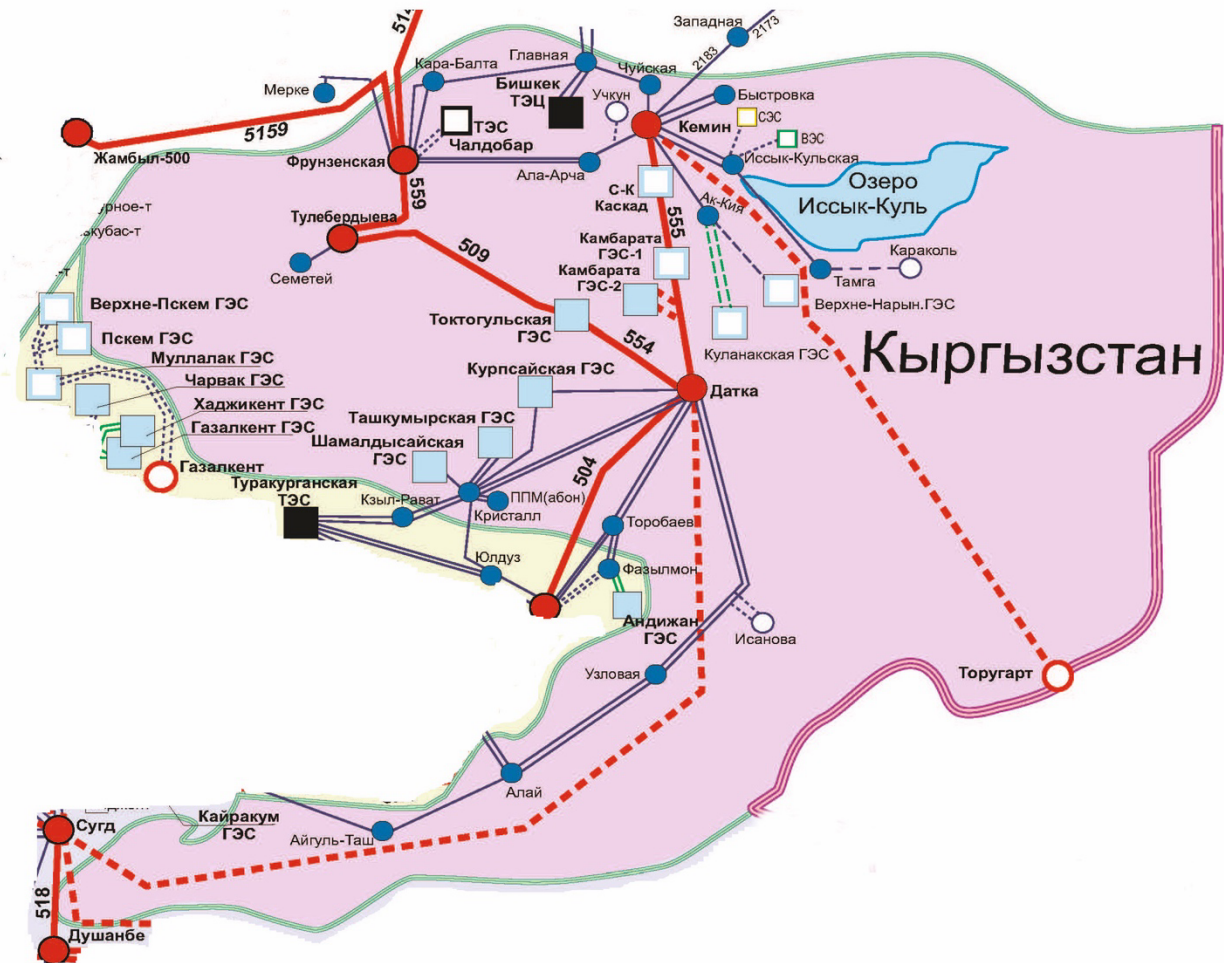 514
Западная
2173
2183
Главная
Чуйская
Кара-Балта
Бишкек
ТЭЦ
Мерке
Учкун
Быстровка
СЭС
ТЭС
Чалдобар
Кемин
ВЭС
5159
Жамбыл-500
Фрунзенская
Ала-Арча
Иссык-Кульская
С-К
Каскад
Озеро
Иссык-Куль
559
Ак-Кия
555
Тулебердыева
Камбарата
ГЭС-1
Камбарата
ГЭС-2
509
Караколь
Тамга
Семетей
Верхне-Пскем ГЭС
Верхне-Нарын.ГЭС
Токтогульская
ГЭС
Пскем ГЭС
554
Куланакская ГЭС
Кыргызстан
Муллалак ГЭС
Курпсайская ГЭС
Чарвак ГЭС
Датка
Хаджикент ГЭС
Ташкумырская ГЭС
Газалкент ГЭС
Шамалдысайская
ГЭС
504
Газалкент
Туракурганская
ТЭС
Кзыл-Рават
ППМ(абон)
Кристалл
Торобаев
Юлдуз
Фазылмон
Андижан
ГЭС
Исанова
Узловая
Торугарт
Алай
Кайракум
ГЭС
Сугд
Айгуль-Таш
518
Душанбе